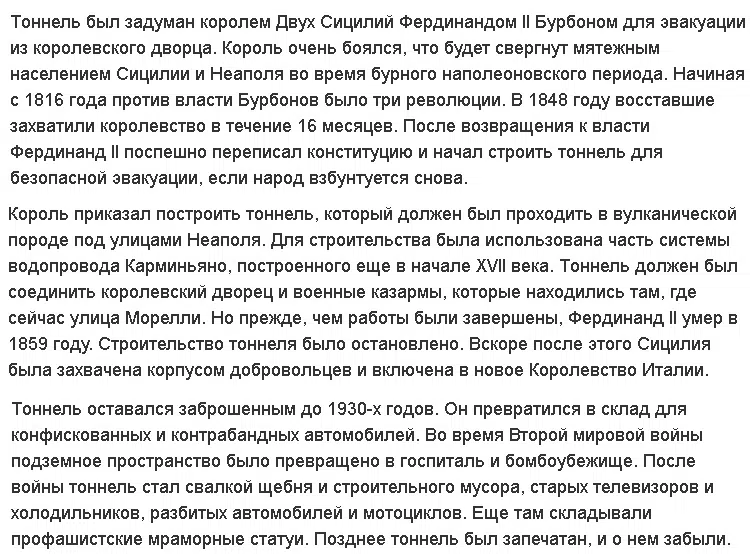 Тоннель был задуман королем Двух Сицилий Фердинандом II Бурбоном для эвакуации
из королевского дворца. Король очень боялся, что будет свергнут мятежным
населением Сицилии и Неаполя во время бурного наполеоновского периода. Начиная
с 1816 года против власти Бурбонов было три революции. В 1848 году восставшие
захватили королевство в течение 16 месяцев. После возвращения к власти
Фердинанд II поспешно переписал конституцию и начал строить тоннель для
безопасной эвакуации, если народ взбунтуется снова.
Король приказал построить тоннель, который должен был проходить в вулканической
породе под улицами Неаполя. Для строительства была использована часть системы
водопровода Карминьяно, построенного еще в начале XVII века. Тоннель должен был
соединить королевский дворец и военные казармы, которые находились там, где
сейчас улица Морелли. Но прежде, чем работы были завершены, Фердинанд II умер в
1859 году. Строительство тоннеля было остановлено. Вскоре после этого Сицилия
была захвачена корпусом добровольцев и включена в новое Королевство Италии.
Тоннель оставался заброшенным до 1930-х годов. Он превратился в склад для
конфискованных и контрабандных автомобилей. Во время Второй мировой войны
подземное пространство было превращено в госпиталь и бомбоубежище. После
войны тоннель стал свалкой щебня и строительного мусора, старых телевизоров и
холодильников, разбитых автомобилей и мотоциклов. Еще там складывали
профашистские мраморные статуи. Позднее тоннель был запечатан, и о нем забыли.